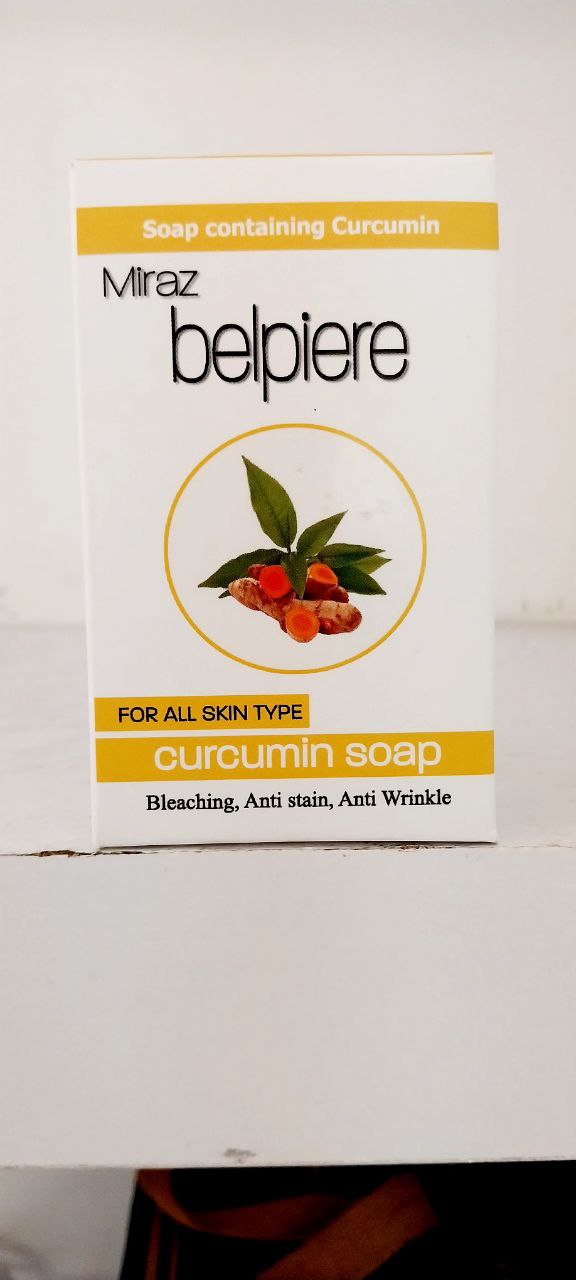 Soap containing Curcumin
Miraz
belpiere
FOR ALL SKIN TYPE
curcumin soap
Bleaching, Anti stain, Anti Wrinkle